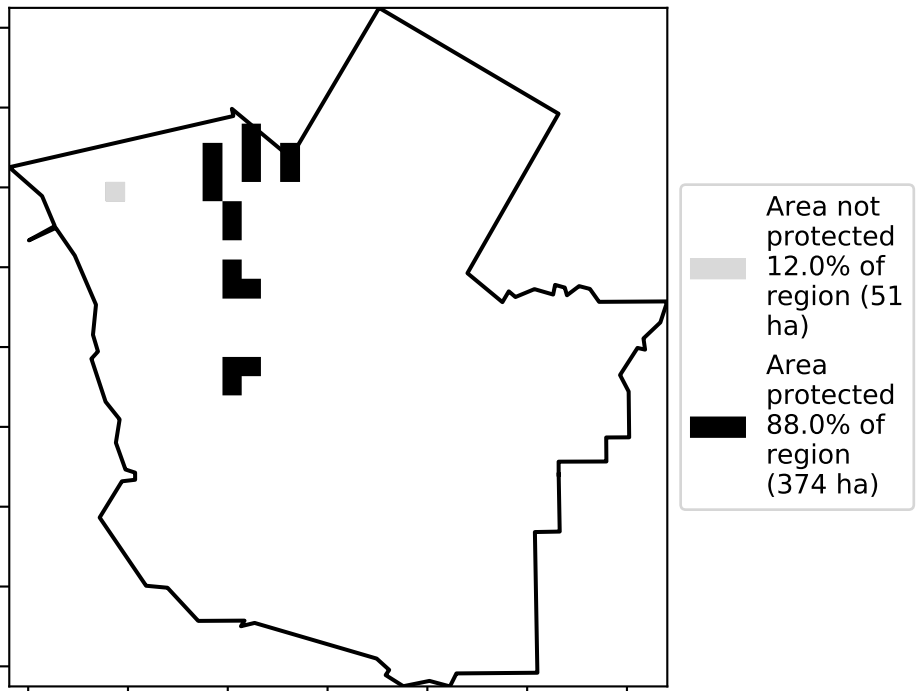 Area not
protected
12.0% of
region (51
ha)
Area
protected
88.0% of
region
(374 ha)